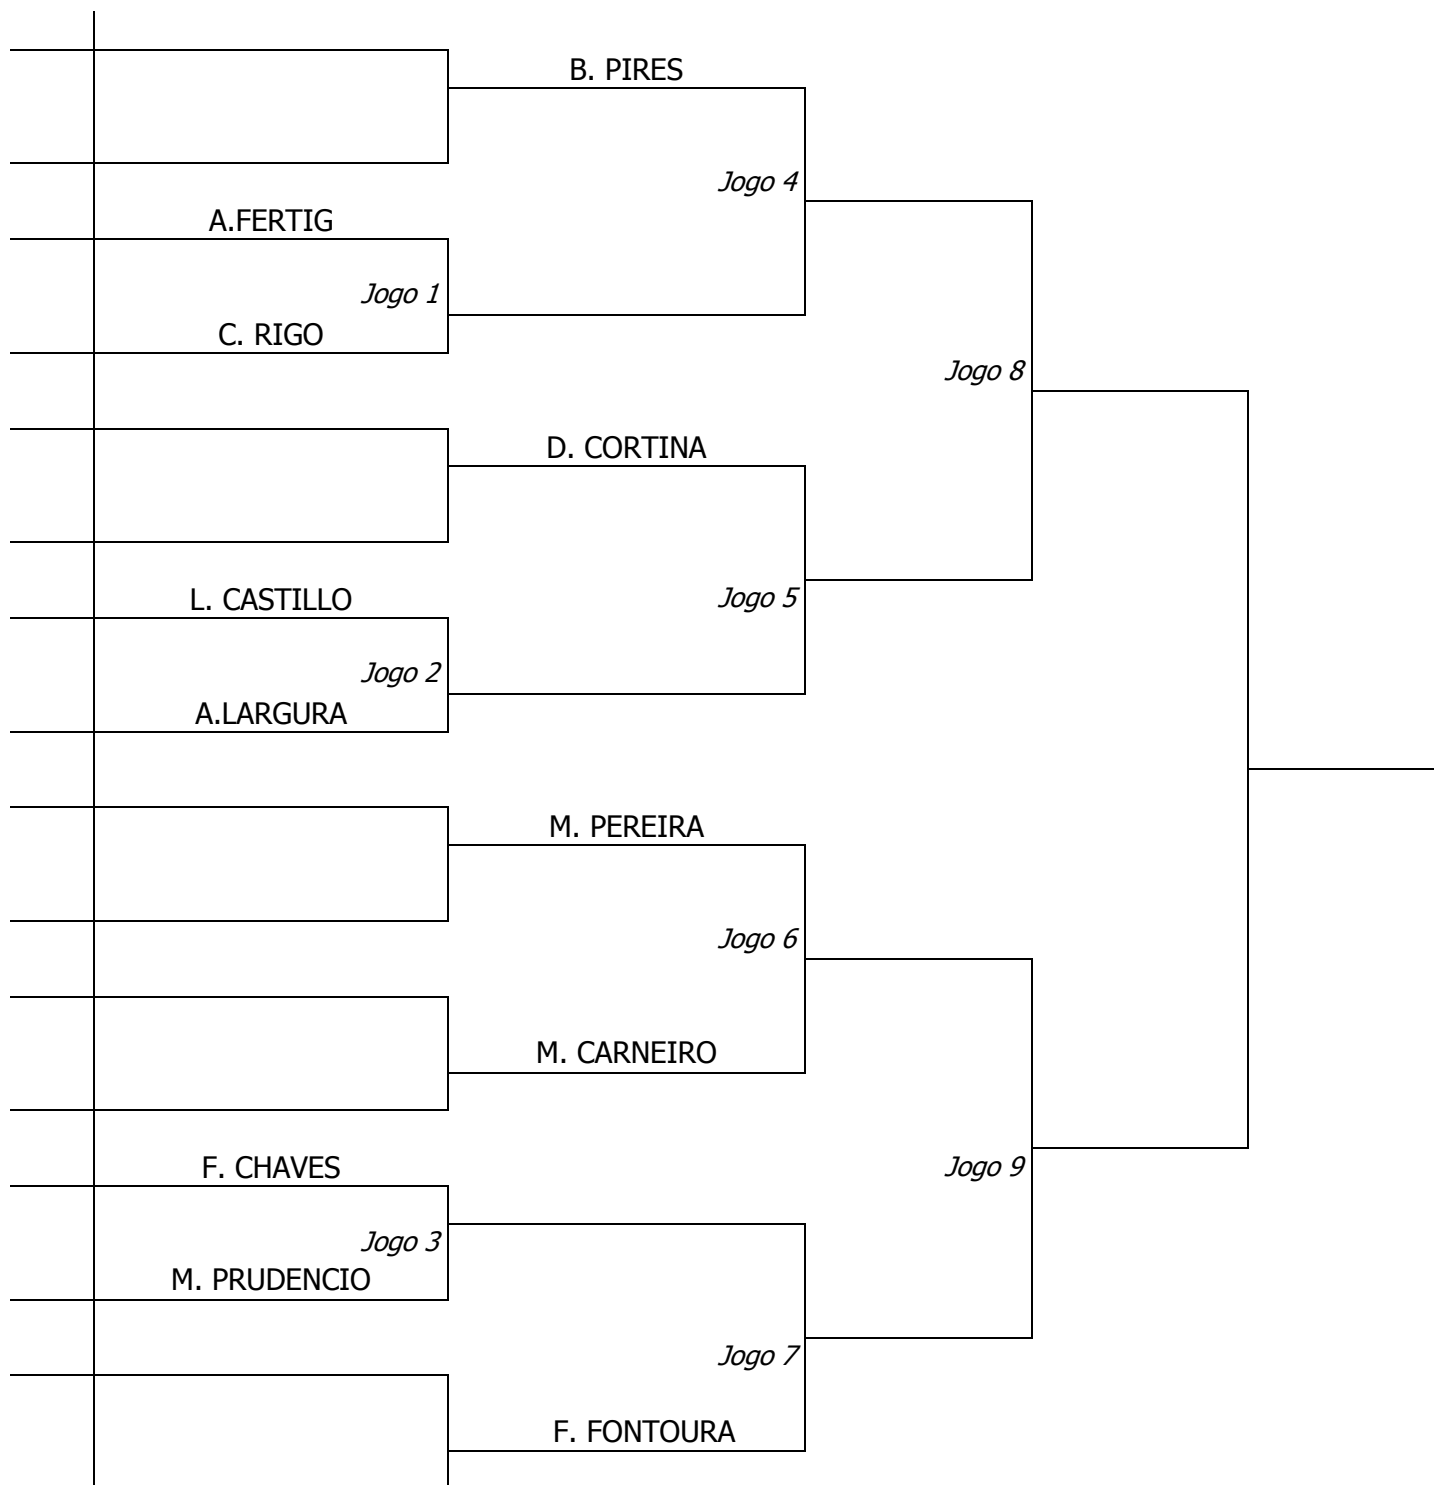 B. PIRES
Jogo 4
A.FERTIG
Jogo 1
C. RIGO
Jogo 8
D. CORTINA
L. CASTILLO
Jogo 5
Jogo 2
A.LARGURA
M. PEREIRA
Jogo 6
M. CARNEIRO
F. CHAVES
Jogo 9
Jogo 3
M. PRUDENCIO
Jogo 7
F. FONTOURA